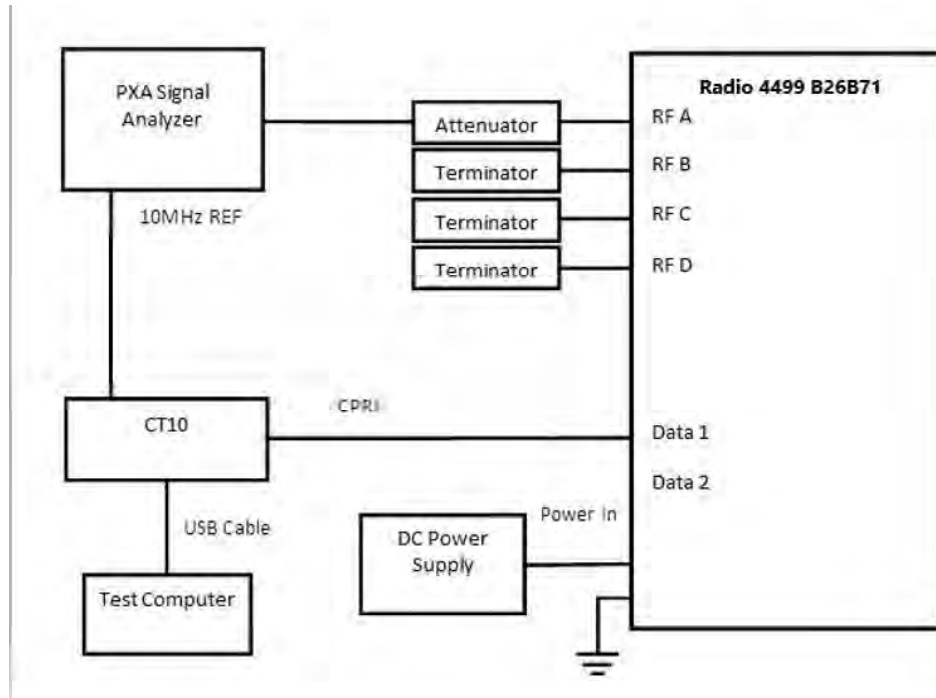 PXA Signal
Analyzer
Radio 4499 B26B71
Attenuator
RF A
Terminator
RF B
Terminator
RF C
Terminator
RF D
10MHz REF
CT10
CPRI
Data 1
Data 2
USB Cable
Power In
DC Power
Supply
Test Computer